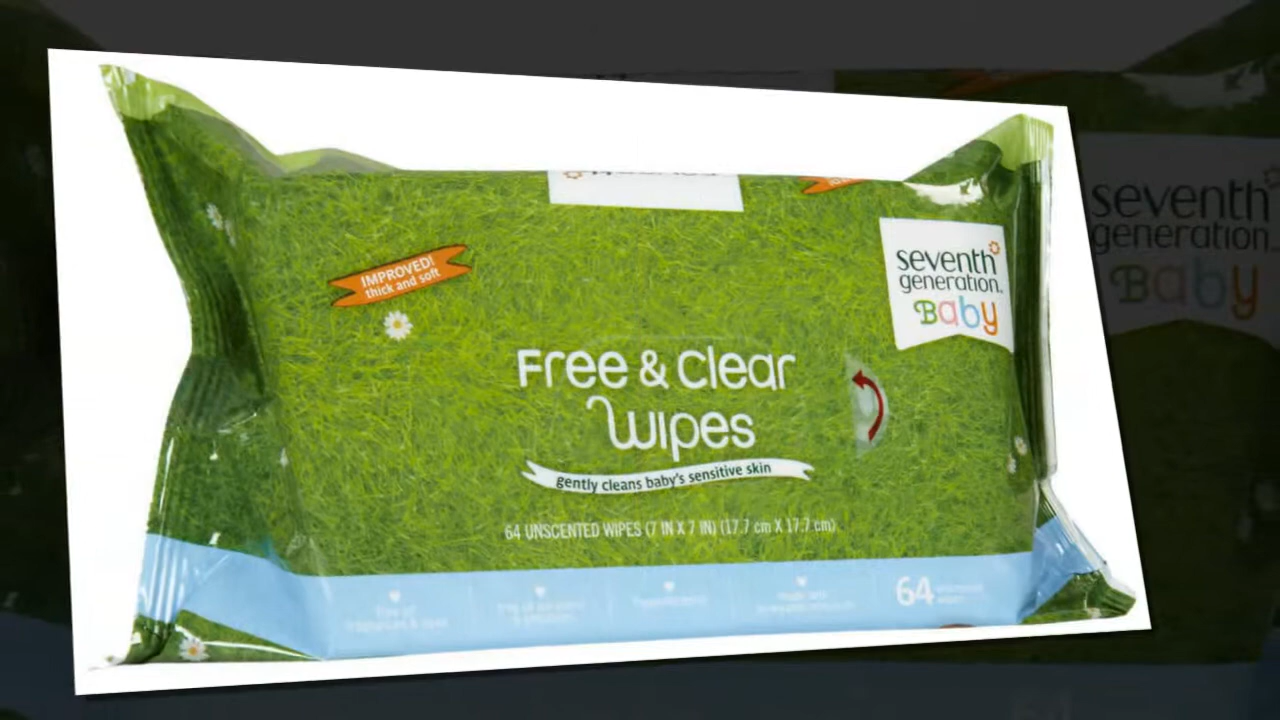 IMPROVED!
thick and soft
seventh
generation.
Baby
Free & Clear
Wipes
gently cleans baby's sensitive skin
64 UNSCENTED WIPES (7 IN X 7 IN) (17.7 cm X 17.7 cm)
64
seventh
generation.
Baby